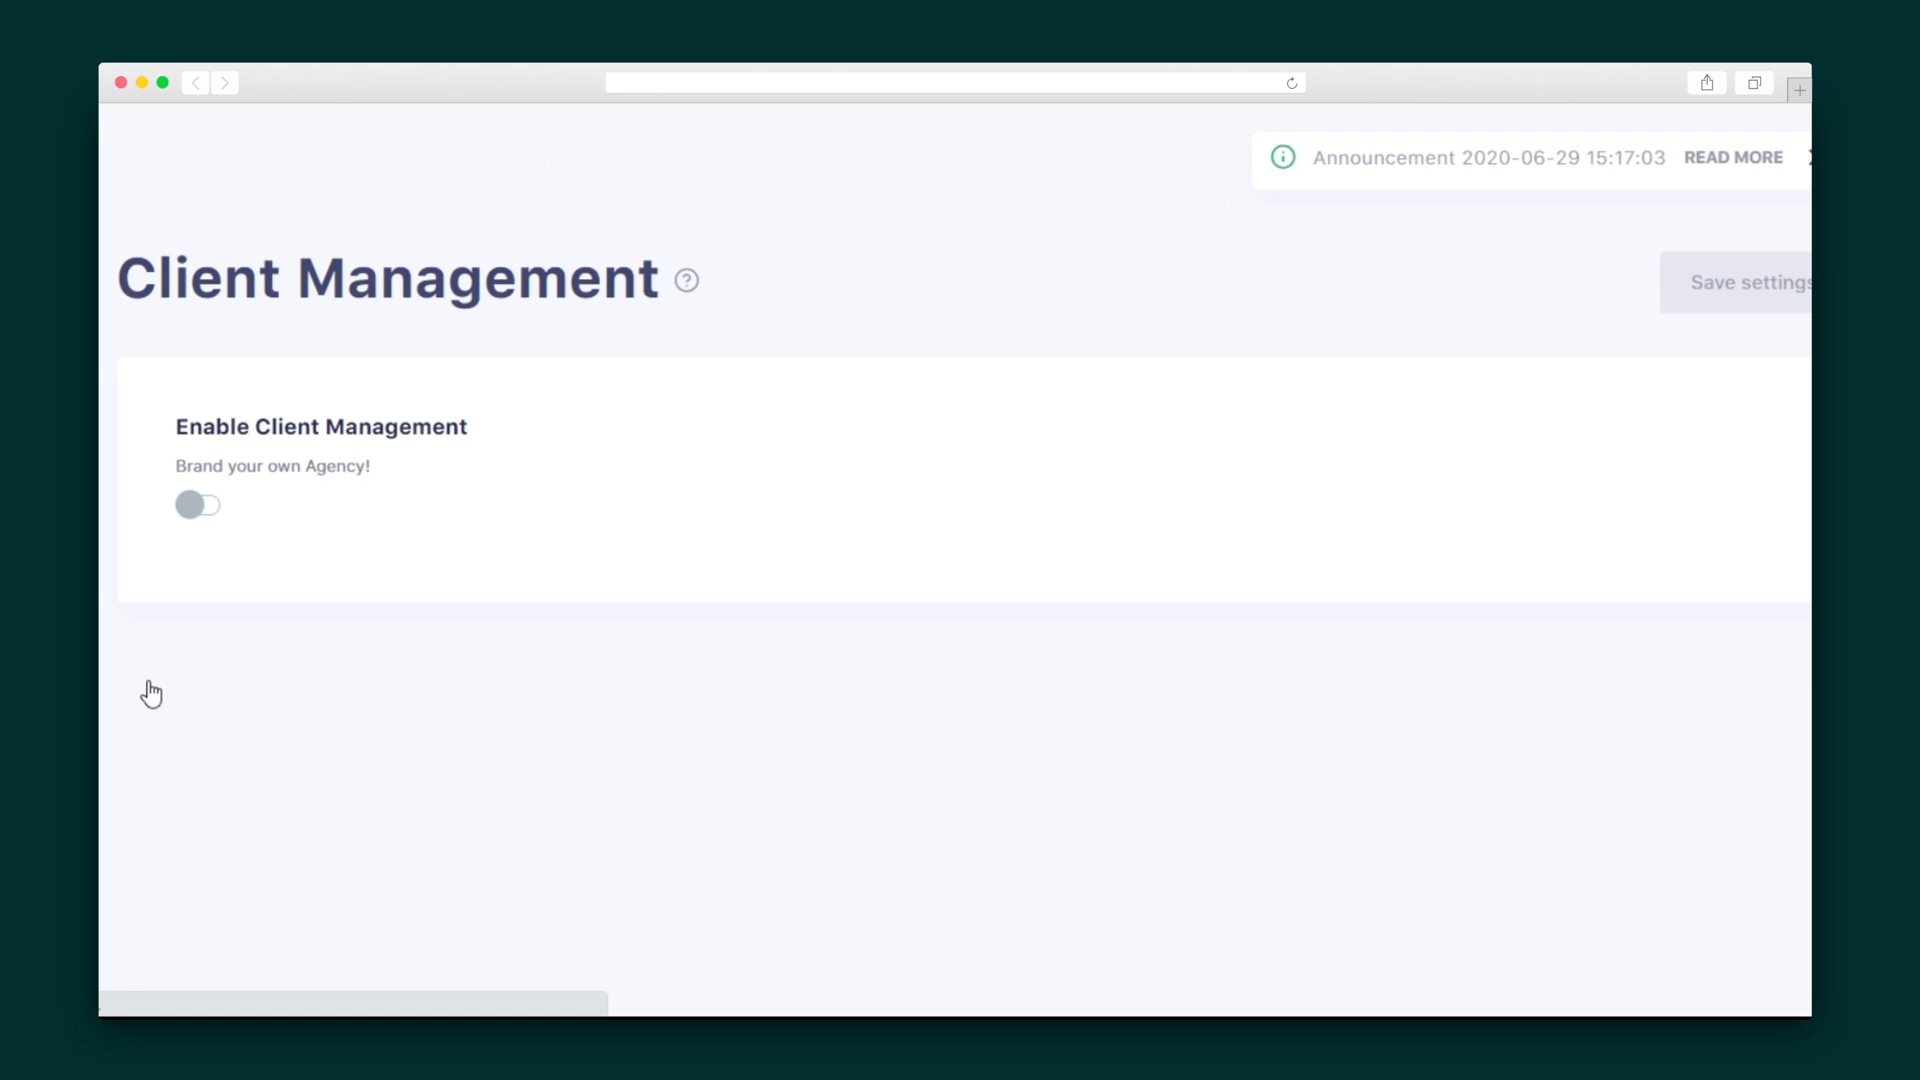 Announcement 2020-06-29 15:17:03 READ MORE
Client Management
Save settings
Enable Client Management
Brand your own Agency!